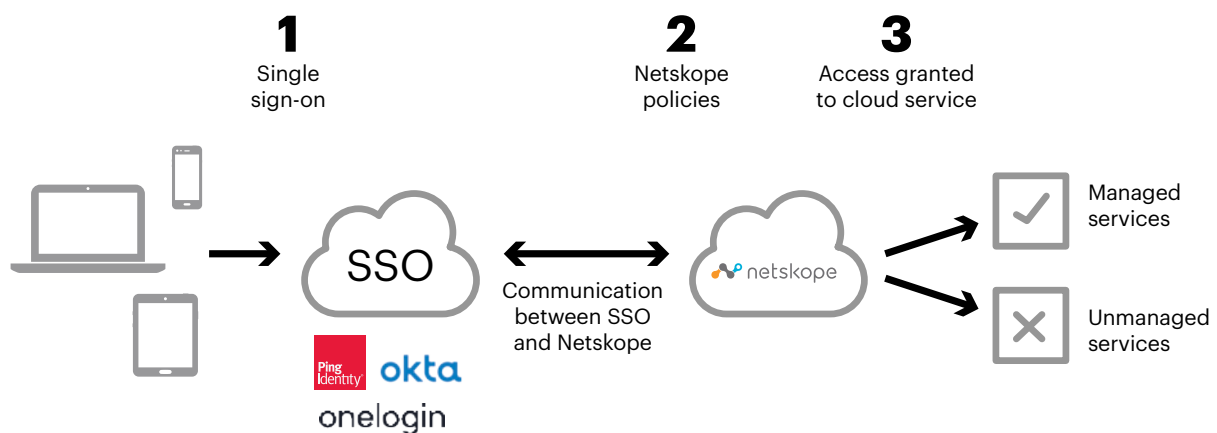 1
Single
sign-on
2
Netskope
policies
3
Access granted
to cloud service
SSO
Ping
Identity
okta
onelogin
Communication
between SSO
and Netskope
netskope
Managed
services
Unmanaged
services